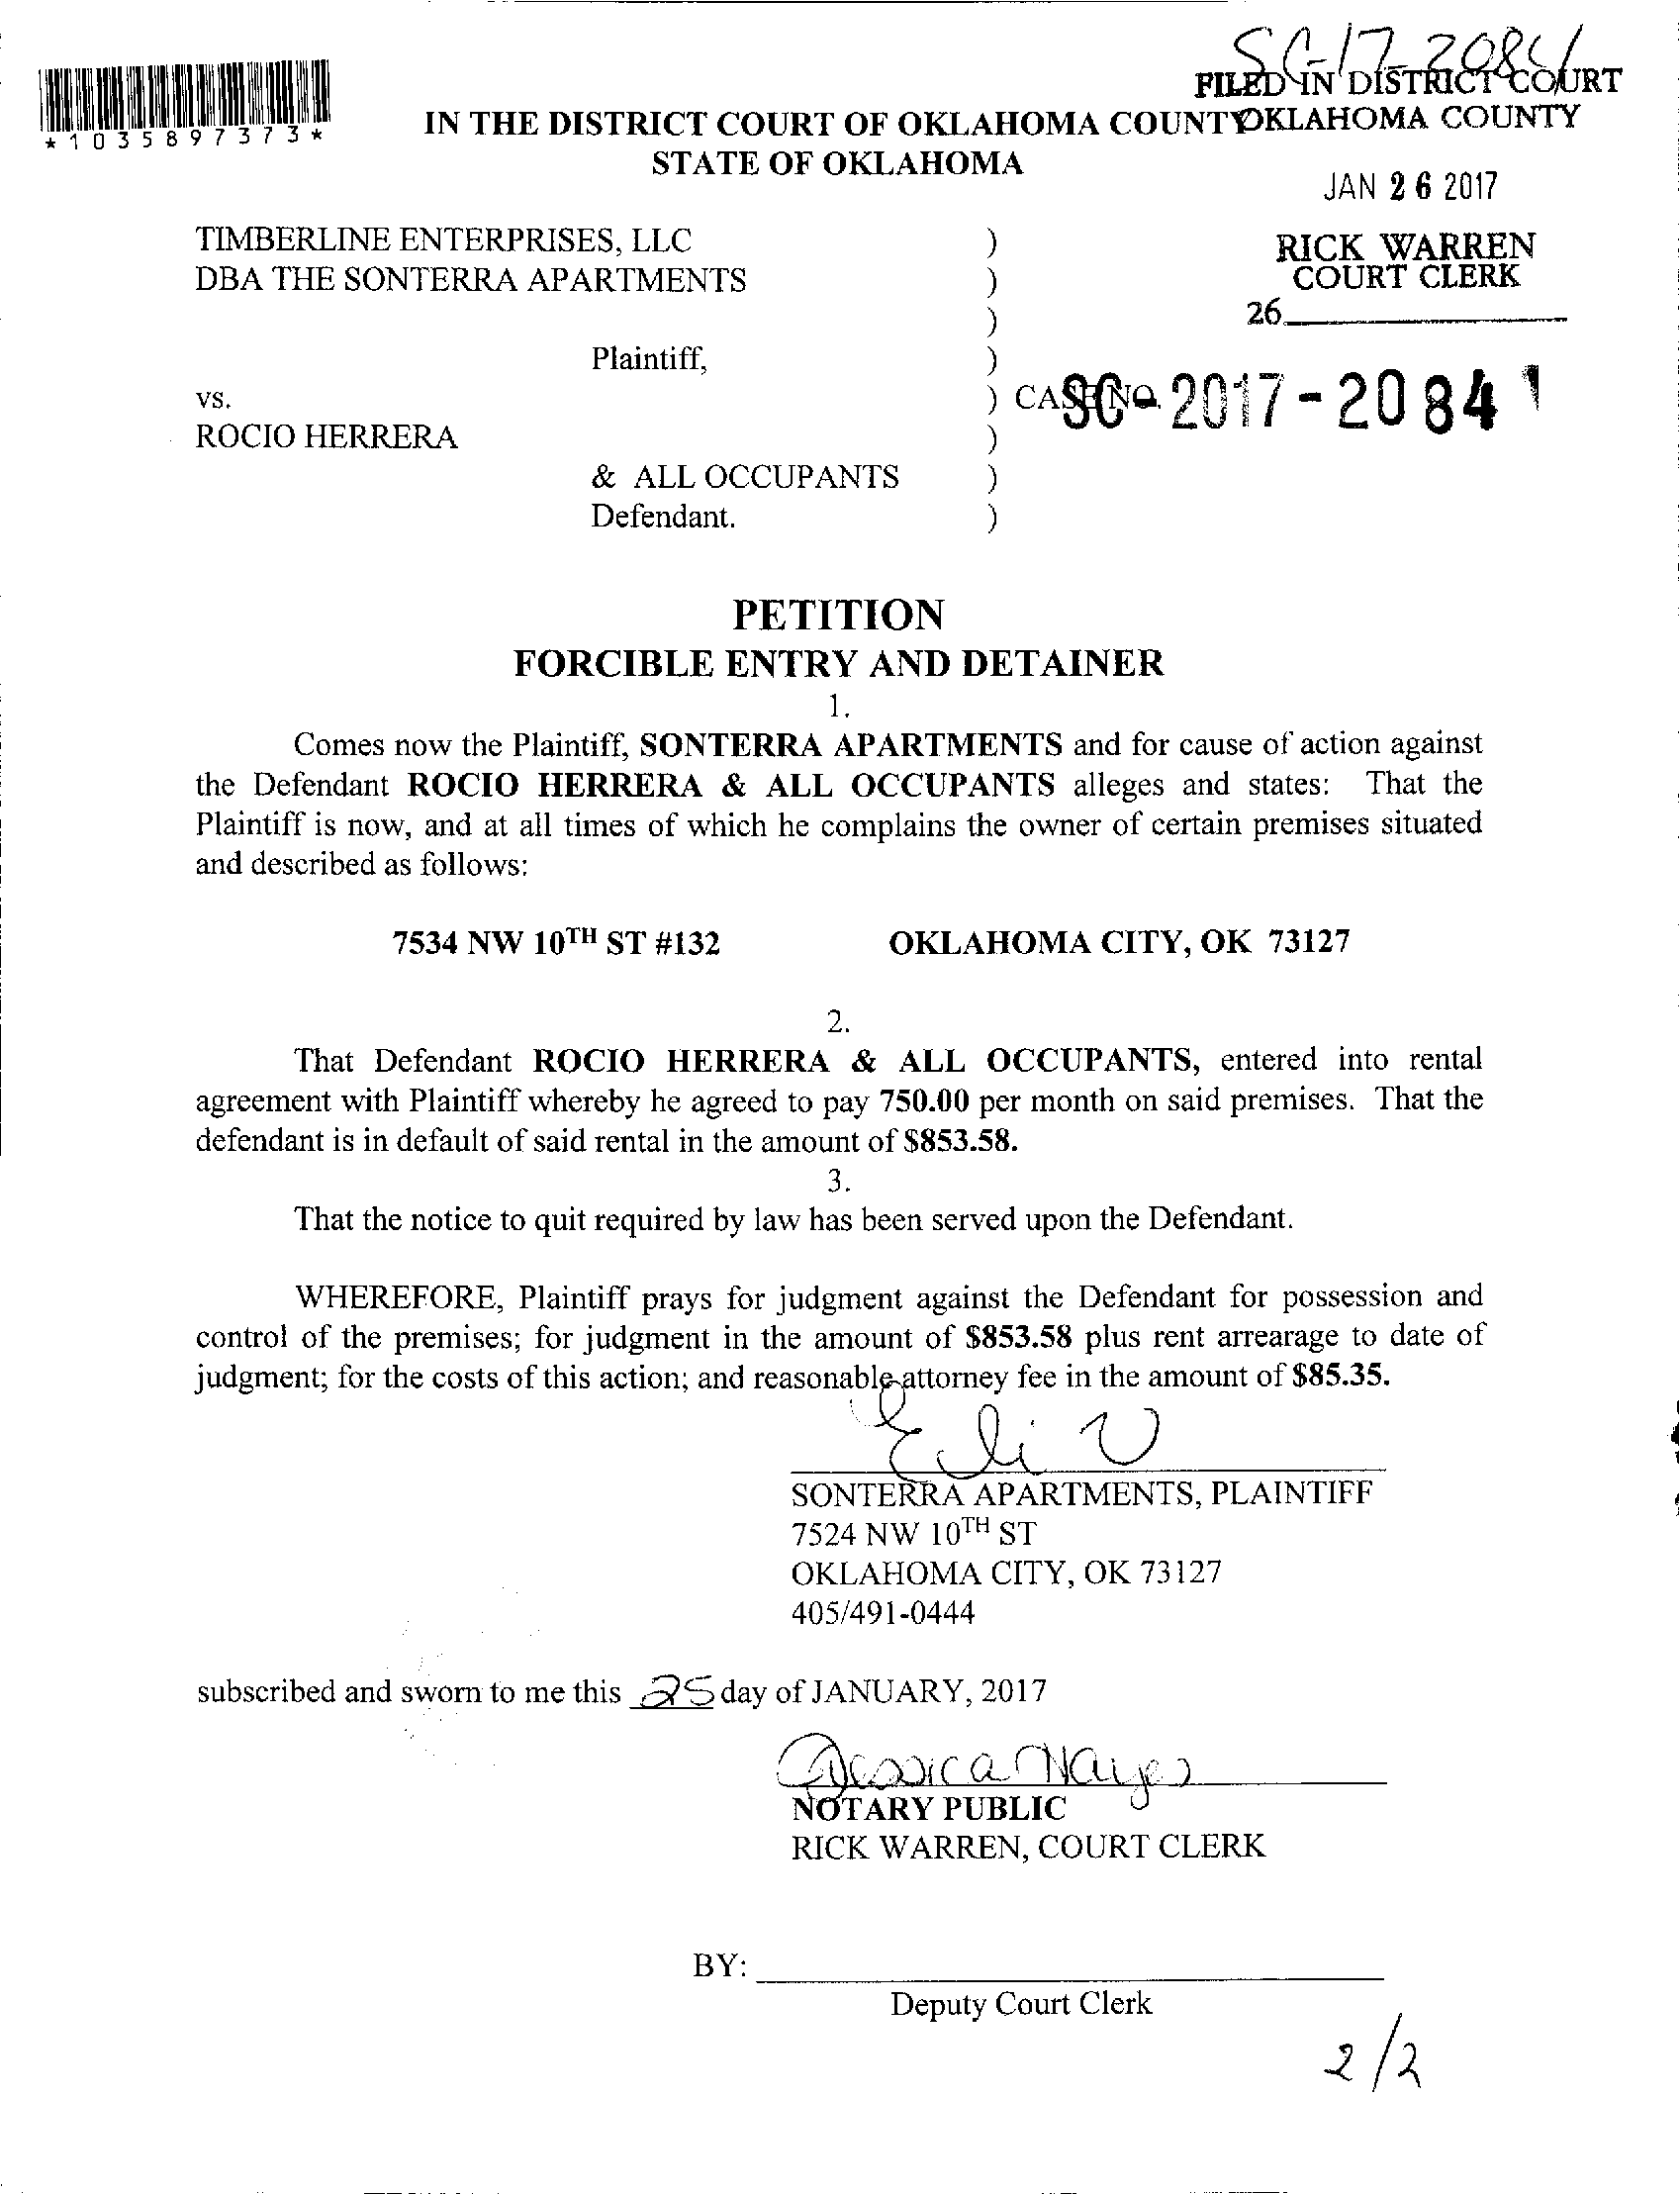 SC-17-2084
FILED IN DISTRICT COURT
OKLAHOMA COUNTY
*1035897373*
IN THE DISTRICT COURT OF OKLAHOMA COUNTY
STATE OF OKLAHOMA
JAN 26 2017
RICK WARREN
COURT CLERK
26
TIMBERLINE ENTERPRISES, LLC )
DBA THE SONTERRA APARTMENTS )
)
Plaintiff, )
vs. ) CASE NO. SC-2017-2084 1
ROCIO HERRERA )
& ALL OCCUPANTS )
Defendant. )
PETITION
FORCIBLE ENTRY AND DETAINER
1.
Comes now the Plaintiff, SONTERRA APARTMENTS and for cause of action against
the Defendant ROCIO HERRERA & ALL OCCUPANTS alleges and states: That the
Plaintiff is now, and at all times of which he complains the owner of certain premises situated
and described as follows:
7534 NW 10TH ST #132 OKLAHOMA CITY, OK 73127
2.
That Defendant ROCIO HERRERA & ALL OCCUPANTS, entered into rental
agreement with Plaintiff whereby he agreed to pay 750.00 per month on said premises. That the
defendant is in default of said rental in the amount of $853.58.
3.
That the notice to quit required by law has been served upon the Defendant.
WHEREFORE, Plaintiff prays for judgment against the Defendant for possession and
control of the premises; for judgment in the amount of $853.58 plus rent arrearage to date of
judgment; for the costs of this action; and reasonable attorney fee in the amount of $85.35.
Eli V
SONTERRA APARTMENTS, PLAINTIFF
7524 NW 10TH ST
OKLAHOMA CITY, OK 73127
405/491-0444
subscribed and sworn to me this 25 day of JANUARY, 2017
Jessica Hayes
NOTARY PUBLIC
RICK WARREN, COURT CLERK
BY:
Deputy Court Clerk
2/2